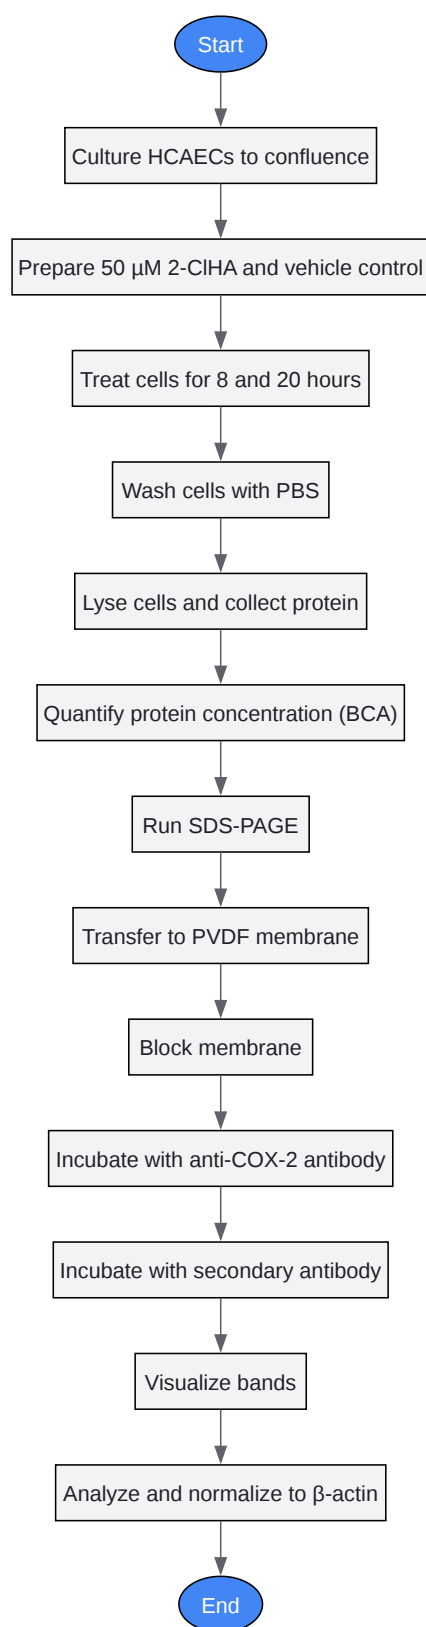 Start
Culture HCAECs to confluence
Prepare 50 µM 2-ClHA and vehicle control
Treat cells for 8 and 20 hours
Wash cells with PBS
Lyse cells and collect protein
Quantify protein concentration (BCA)
Run SDS-PAGE
Transfer to PVDF membrane
Block membrane
Incubate with anti-COX-2 antibody
Incubate with secondary antibody
Visualize bands
Analyze and normalize to β-actin
End